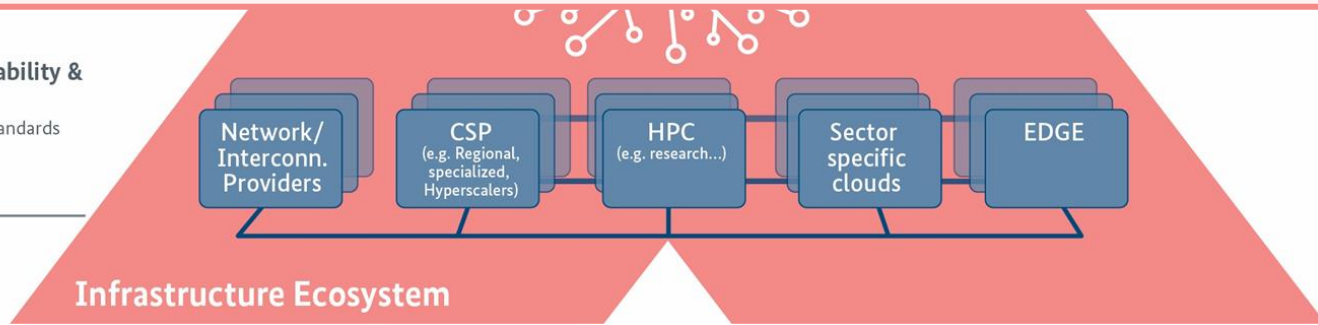 ability &
andards
Network/
Interconn.
Providers
CSP
(e.g. Regional,
specialized,
Hyperscalers)
HPC
(e.g. research...)
Sector
specific
clouds
EDGE
Infrastructure Ecosystem